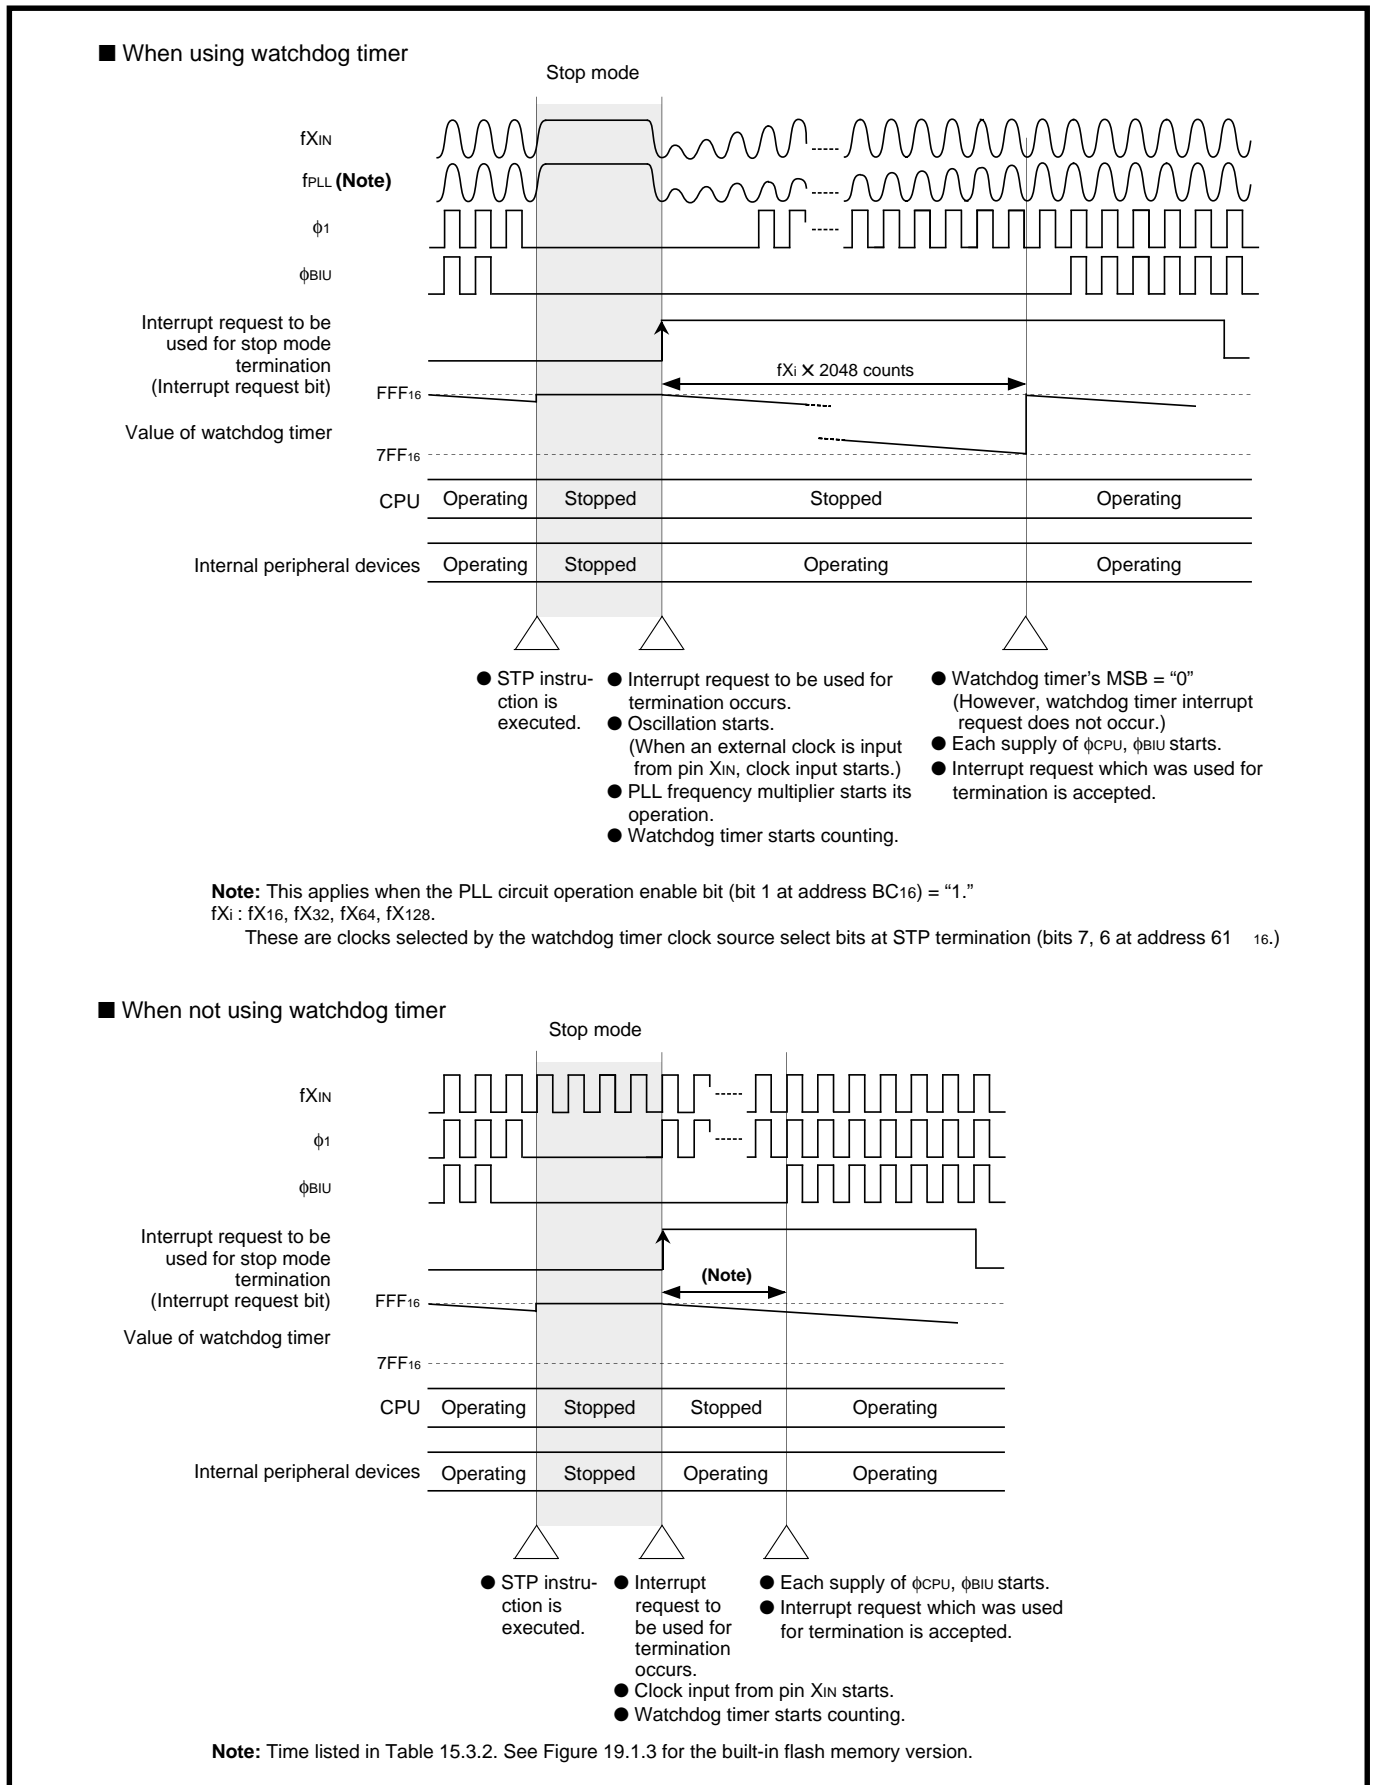 ■ When using watchdog timer
Stop mode
fXIN
fPLL (Note)
ϕ1
ϕBIU
Interrupt request to be
used for stop mode
termination
(Interrupt request bit)
fXi × 2048 counts
FFF16
Value of watchdog timer
7FF16
CPU Operating Stopped Stopped Operating
Internal peripheral devices Operating Stopped Operating Operating
● STP instru-
ction is
executed.
● Interrupt request to be used for
termination occurs.
● Oscillation starts.
(When an external clock is input
from pin XIN, clock input starts.)
● PLL frequency multiplier starts its
operation.
● Watchdog timer starts counting.
● Watchdog timer’s MSB = “0”
(However, watchdog timer interrupt
request does not occur.)
● Each supply of ϕCPU, ϕBIU starts.
● Interrupt request which was used for
termination is accepted.
Note: This applies when the PLL circuit operation enable bit (bit 1 at address BC16) = “1.”
fXi : fX16, fX32, fX64, fX128.
These are clocks selected by the watchdog timer clock source select bits at STP termination (bits 7, 6 at address 61 16.)
■ When not using watchdog timer
Stop mode
fXIN
ϕ1
ϕBIU
Interrupt request to be
used for stop mode
termination
(Interrupt request bit)
(Note)
FFF16
Value of watchdog timer
7FF16
CPU Operating Stopped Stopped Operating
Internal peripheral devices Operating Stopped Operating Operating
● STP instru-
ction is
executed.
● Interrupt
request to
be used for
termination
occurs.
● Clock input from pin XIN starts.
● Watchdog timer starts counting.
● Each supply of ϕCPU, ϕBIU starts.
● Interrupt request which was used
for termination is accepted.
Note: Time listed in Table 15.3.2. See Figure 19.1.3 for the built-in flash memory version.